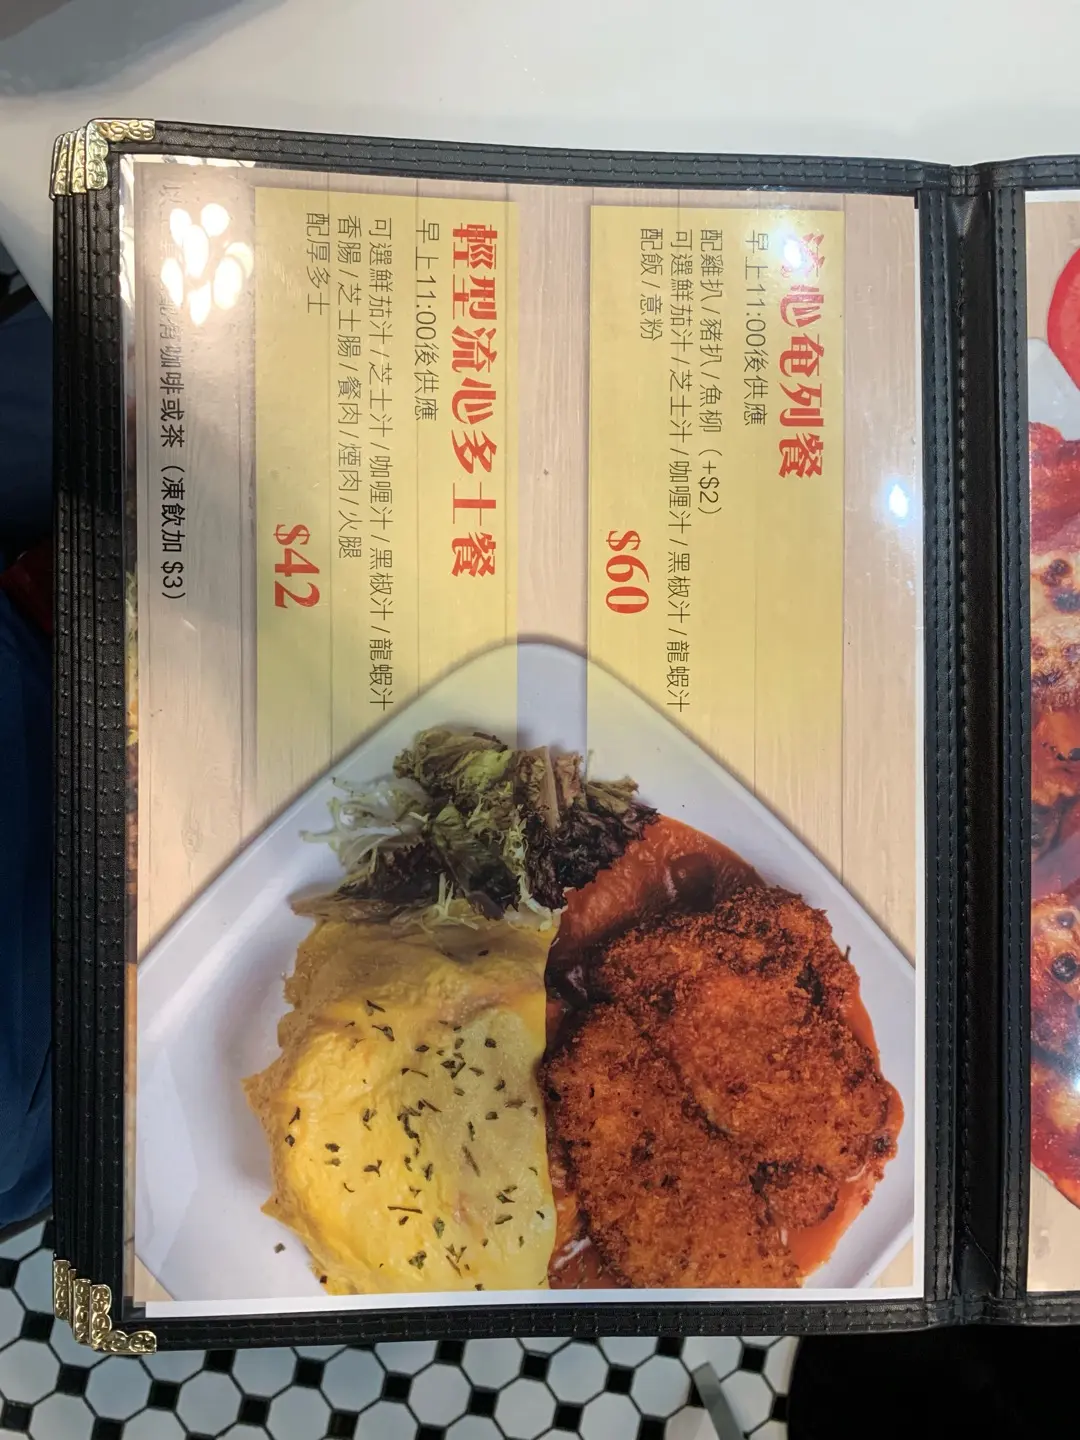 心奄列餐
早上11:00後供應
配雞扒/豬扒/魚柳（+$2）
可選鮮茄汁/芝士汁/咖喱汁/黑椒汁/龍蝦汁
配飯/意粉
$60
輕型流心多士餐
早上11:00後供應
可選鮮茄汁/芝士汁/咖喱汁/黑椒汁/龍蝦汁
香腸/芝士腸/餐肉/煙肉/火腿
配厚多士
$42
以
咖啡或茶（凍飲加 $3）